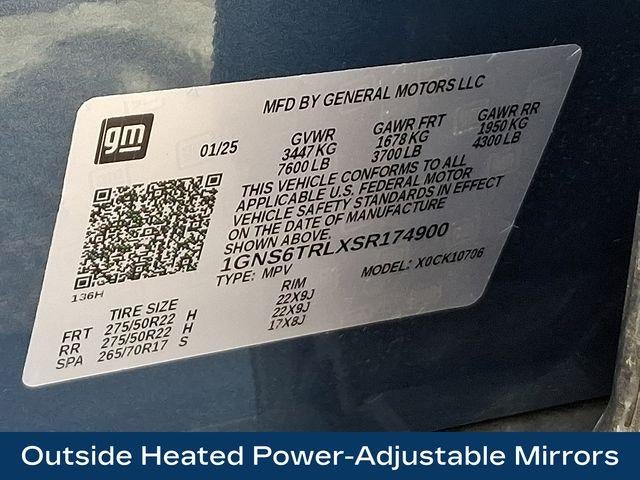 MFD BY GENERAL MOTORS LLC
gm
01/25
GVWR
3447 KG
7600 LB
GAWR FRT
1678 KG
3700 LB
GAWR RR
1950 KG
4300 LB
THIS VEHICLE CONFORMS TO ALL
APPLICABLE U.S. FEDERAL MOTOR
VEHICLE SAFETY STANDARDS IN EFFECT
ON THE DATE OF MANUFACTURE
SHOWN ABOVE.
1GNS6TRLXSR174900
TYPE: MPV
MODEL: X0CK10706
136H
TIRE SIZE RIM
FRT 275/50R22 H 22X9J
RR 275/50R22 H 22X9J
SPA 265/70R17 S 17X8J
Outside Heated Power-Adjustable Mirrors